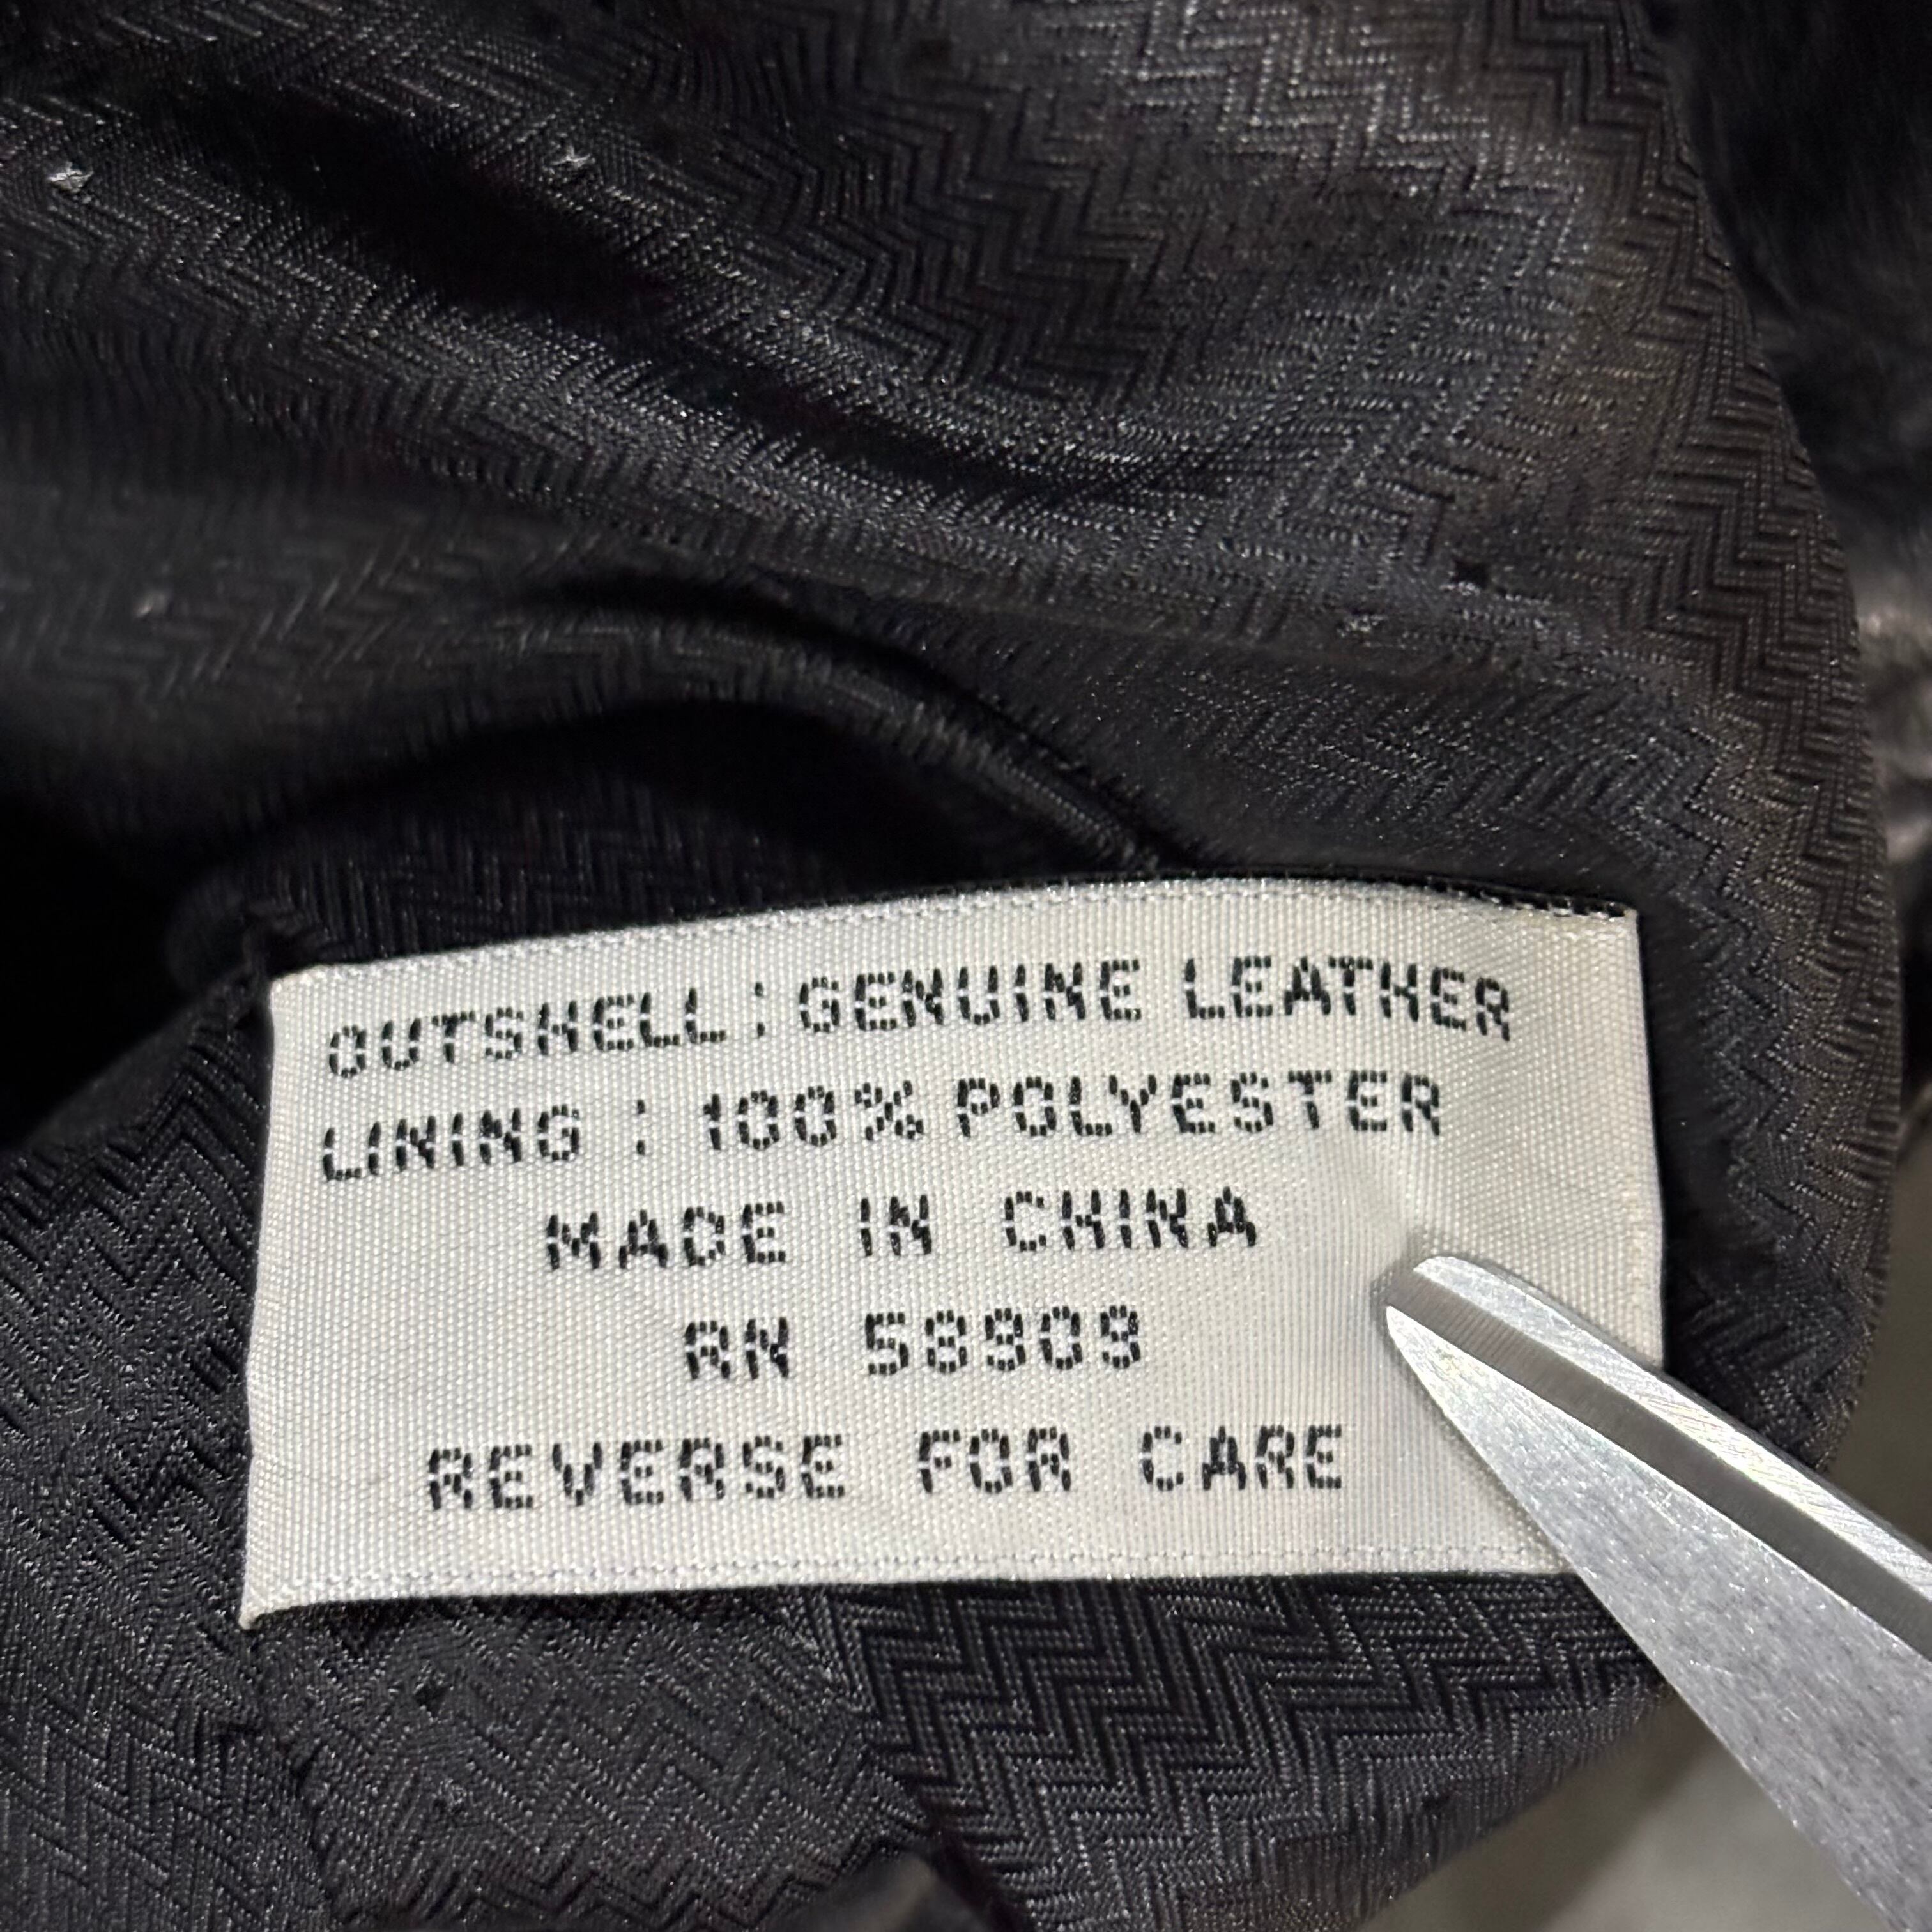 OUTSHELL : GENUINE LEATHER
LINING : 100% POLYESTER
MADE IN CHINA
RN 58909
REVERSE FOR CARE